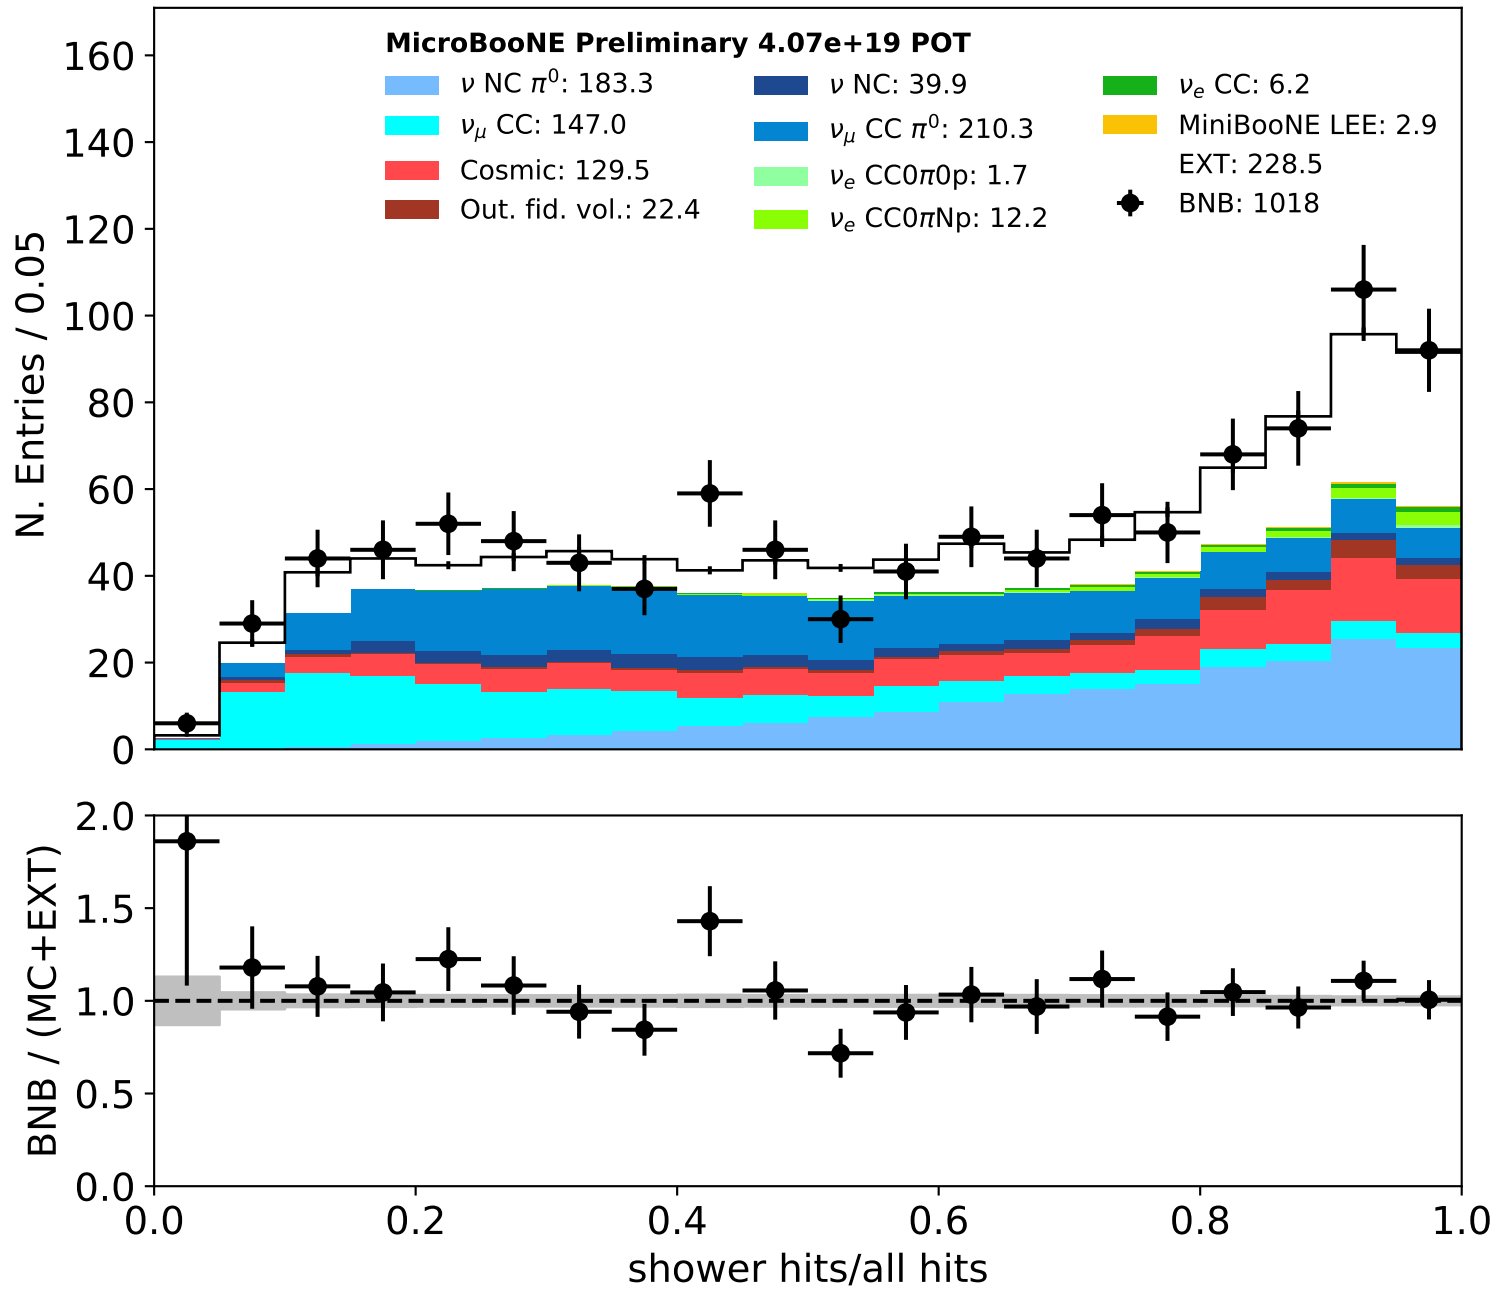 MicroBooNE Preliminary 4.07e+19 POT
ν NC π⁰: 183.3
ν_μ CC: 147.0
Cosmic: 129.5
Out. fid. vol.: 22.4
ν NC: 39.9
ν_μ CC π⁰: 210.3
ν_e CC0π0p: 1.7
ν_e CC0πNp: 12.2
ν_e CC: 6.2
MiniBooNE LEE: 2.9
EXT: 228.5
BNB: 1018
N. Entries / 0.05
160
140
120
100
80
60
40
20
0
BNB / (MC+EXT)
2.0
1.5
1.0
0.5
0.0
0.0 0.2 0.4 0.6 0.8 1.0
shower hits/all hits